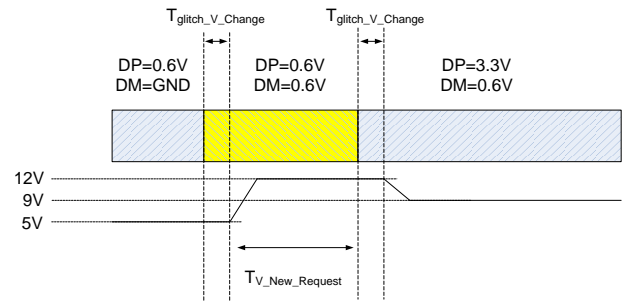 T_glitch_V_Change T_glitch_V_Change
DP=0.6V DP=0.6V DP=3.3V
DM=GND DM=0.6V DM=0.6V
12V
9V
5V
T_V_New_Request